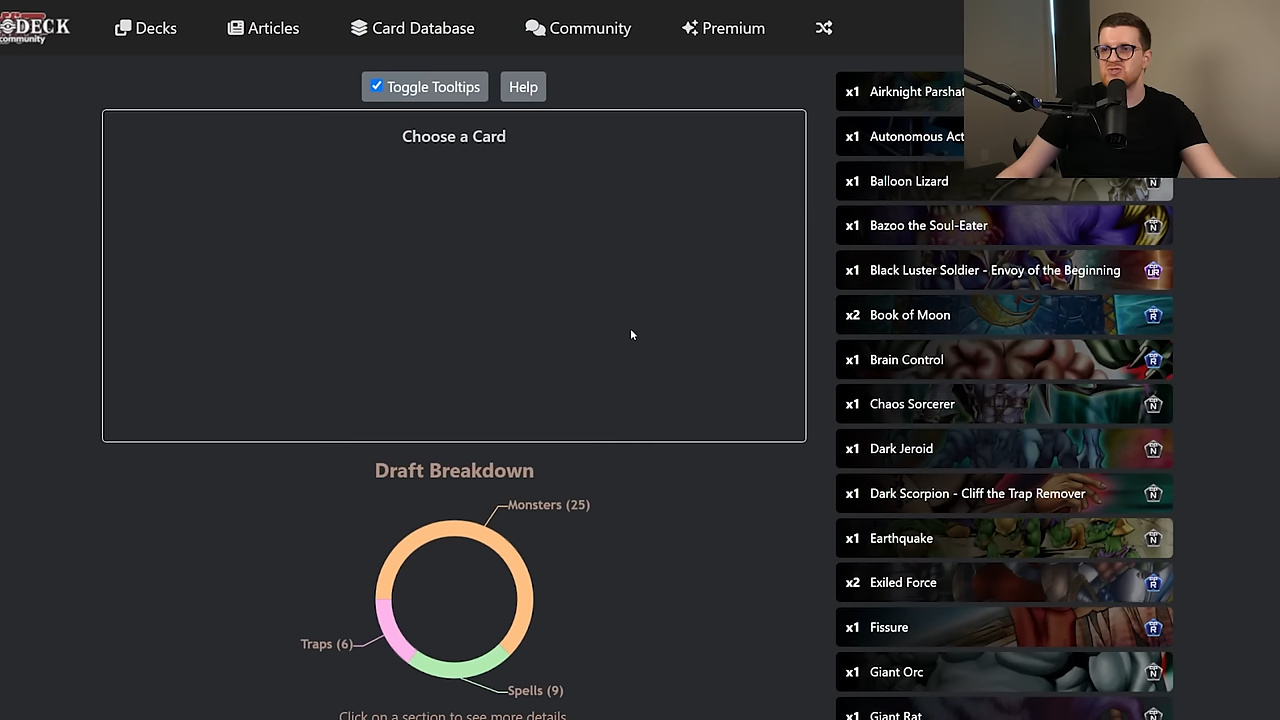 DECK
community
Decks
Articles
Card Database
Community
Premium
Toggle Tooltips
Help
Choose a Card
x1 Airknight Parshat
x1 Autonomous Act
x1 Balloon Lizard
N
x1 Bazoo the Soul-Eater
N
x1 Black Luster Soldier - Envoy of the Beginning
UR
x2 Book of Moon
R
x1 Brain Control
R
x1 Chaos Sorcerer
N
x1 Dark Jeroid
N
x1 Dark Scorpion - Cliff the Trap Remover
N
x1 Earthquake
N
x2 Exiled Force
R
x1 Fissure
R
x1 Giant Orc
N
x1 Giant Rat
Draft Breakdown
Monsters (25)
Traps (6)
Spells (9)
Click on a section to see more details